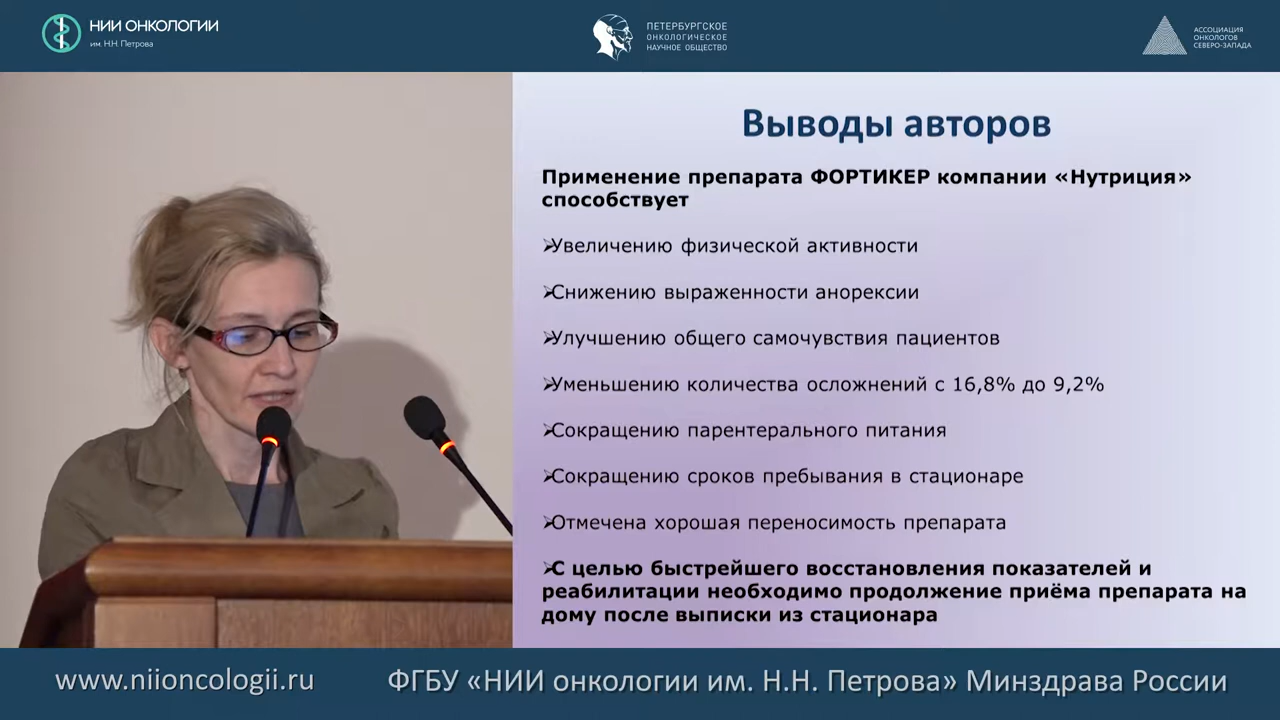 НИИ ОНКОЛОГИИ
им. Н.Н. Петрова
ПЕТЕРБУРГСКОЕ
ОНКОЛОГИЧЕСКОЕ
НАУЧНОЕ ОБЩЕСТВО
АССОЦИАЦИЯ
ОНКОЛОГОВ
СЕВЕРО-ЗАПАДА
Выводы авторов
Применение препарата ФОРТИКЕР компании «Нутриция»
способствует
Увеличению физической активности
Снижению выраженности анорексии
Улучшению общего самочувствия пациентов
Уменьшению количества осложнений с 16,8% до 9,2%
Сокращению парентерального питания
Сокращению сроков пребывания в стационаре
Отмечена хорошая переносимость препарата
С целью быстрейшего восстановления показателей и
реабилитации необходимо продолжение приёма препарата на
дому после выписки из стационара
www.niioncologii.ru
ФГБУ «НИИ онкологии им. Н.Н. Петрова» Минздрава России